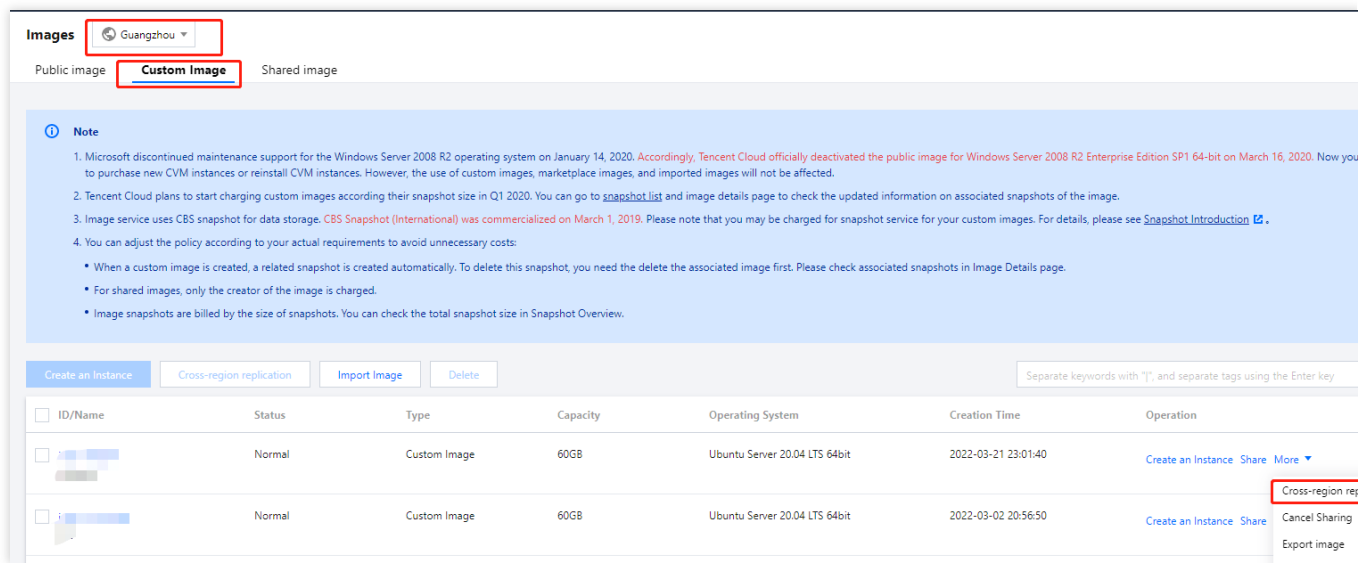 Images Guangzhou
Public image Custom Image Shared image
Note
1. Microsoft discontinued maintenance support for the Windows Server 2008 R2 operating system on January 14, 2020. Accordingly, Tencent Cloud officially deactivated the public image for Windows Server 2008 R2 Enterprise Edition SP1 64-bit on March 16, 2020. Now you
to purchase new CVM instances or reinstall CVM instances. However, the use of custom images, marketplace images, and imported images will not be affected.
2. Tencent Cloud plans to start charging custom images according their snapshot size in Q1 2020. You can go to snapshot list and image details page to check the updated information on associated snapshots of the image.
3. Image service uses CBS snapshot for data storage. CBS Snapshot (International) was commercialized on March 1, 2019. Please note that you may be charged for snapshot service for your custom images. For details, please see Snapshot Introduction .
4. You can adjust the policy according to your actual requirements to avoid unnecessary costs:
• When a custom image is created, a related snapshot is created automatically. To delete this snapshot, you need the delete the associated image first. Please check associated snapshots in Image Details page.
• For shared images, only the creator of the image is charged.
• Image snapshots are billed by the size of snapshots. You can check the total snapshot size in Snapshot Overview.
Create an Instance Cross-region replication Import Image Delete Separate keywords with "|", and separate tags using the Enter key
ID/Name Status Type Capacity Operating System Creation Time Operation
Normal Custom Image 60GB Ubuntu Server 20.04 LTS 64bit 2022-03-21 23:01:40 Create an Instance Share More
Cross-region rep
Normal Custom Image 60GB Ubuntu Server 20.04 LTS 64bit 2022-03-02 20:56:50 Create an Instance Share Cancel Sharing
Export image